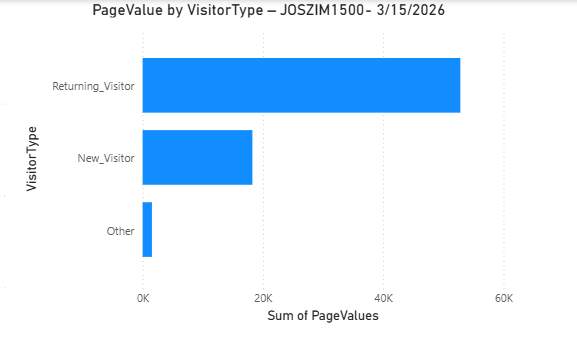 PageValue by VisitorType – JOSZIM1500- 3/15/2026
VisitorType
Returning_Visitor
New_Visitor
Other
0K 20K 40K 60K
Sum of PageValues